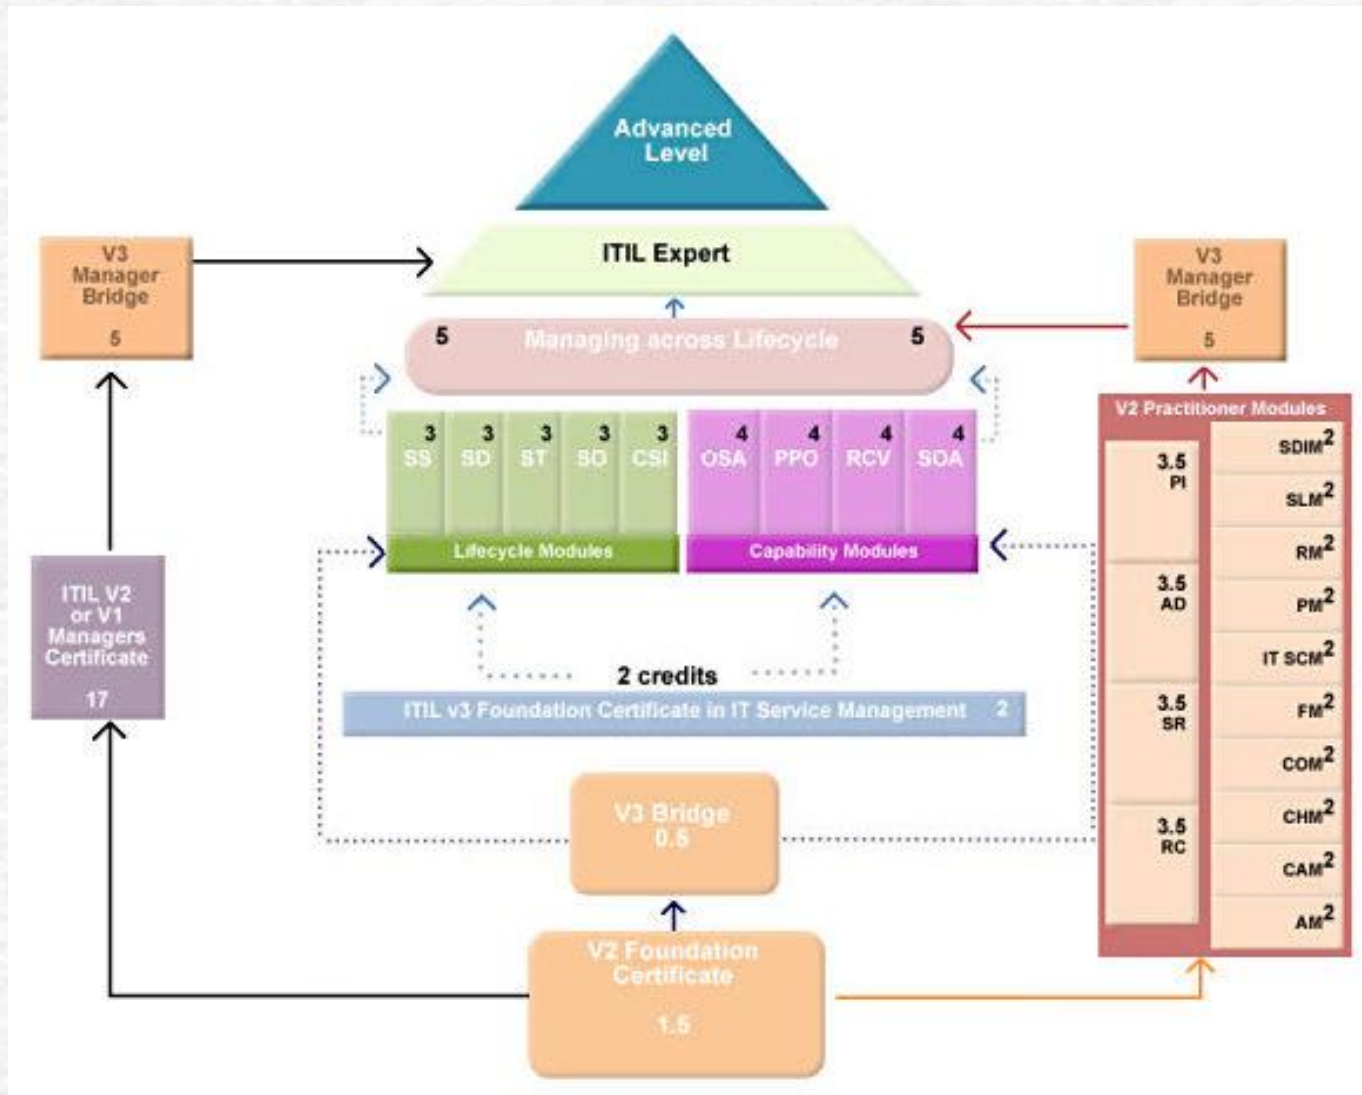 Advanced
Level
ITIL Expert
V3
Manager
Bridge
5
V3
Manager
Bridge
5
5 Managing across Lifecycle 5
3 3 3 3 3
SS SD ST SO CSI
4 4 4 4
OSA PPO RCV SOA
Lifecycle Modules
Capability Modules
V2 Practitioner Modules
3.5
PI
3.5
AD
3.5
SR
3.5
RC
SDIM2
SLM2
RM2
PM2
IT SCM2
FM2
COM2
CHM2
CAM2
AM2
ITIL V2
or V1
Managers
Certificate
17
2 credits
ITIL v3 Foundation Certificate in IT Service Management 2
V3 Bridge
0.5
V2 Foundation
Certificate
1.5